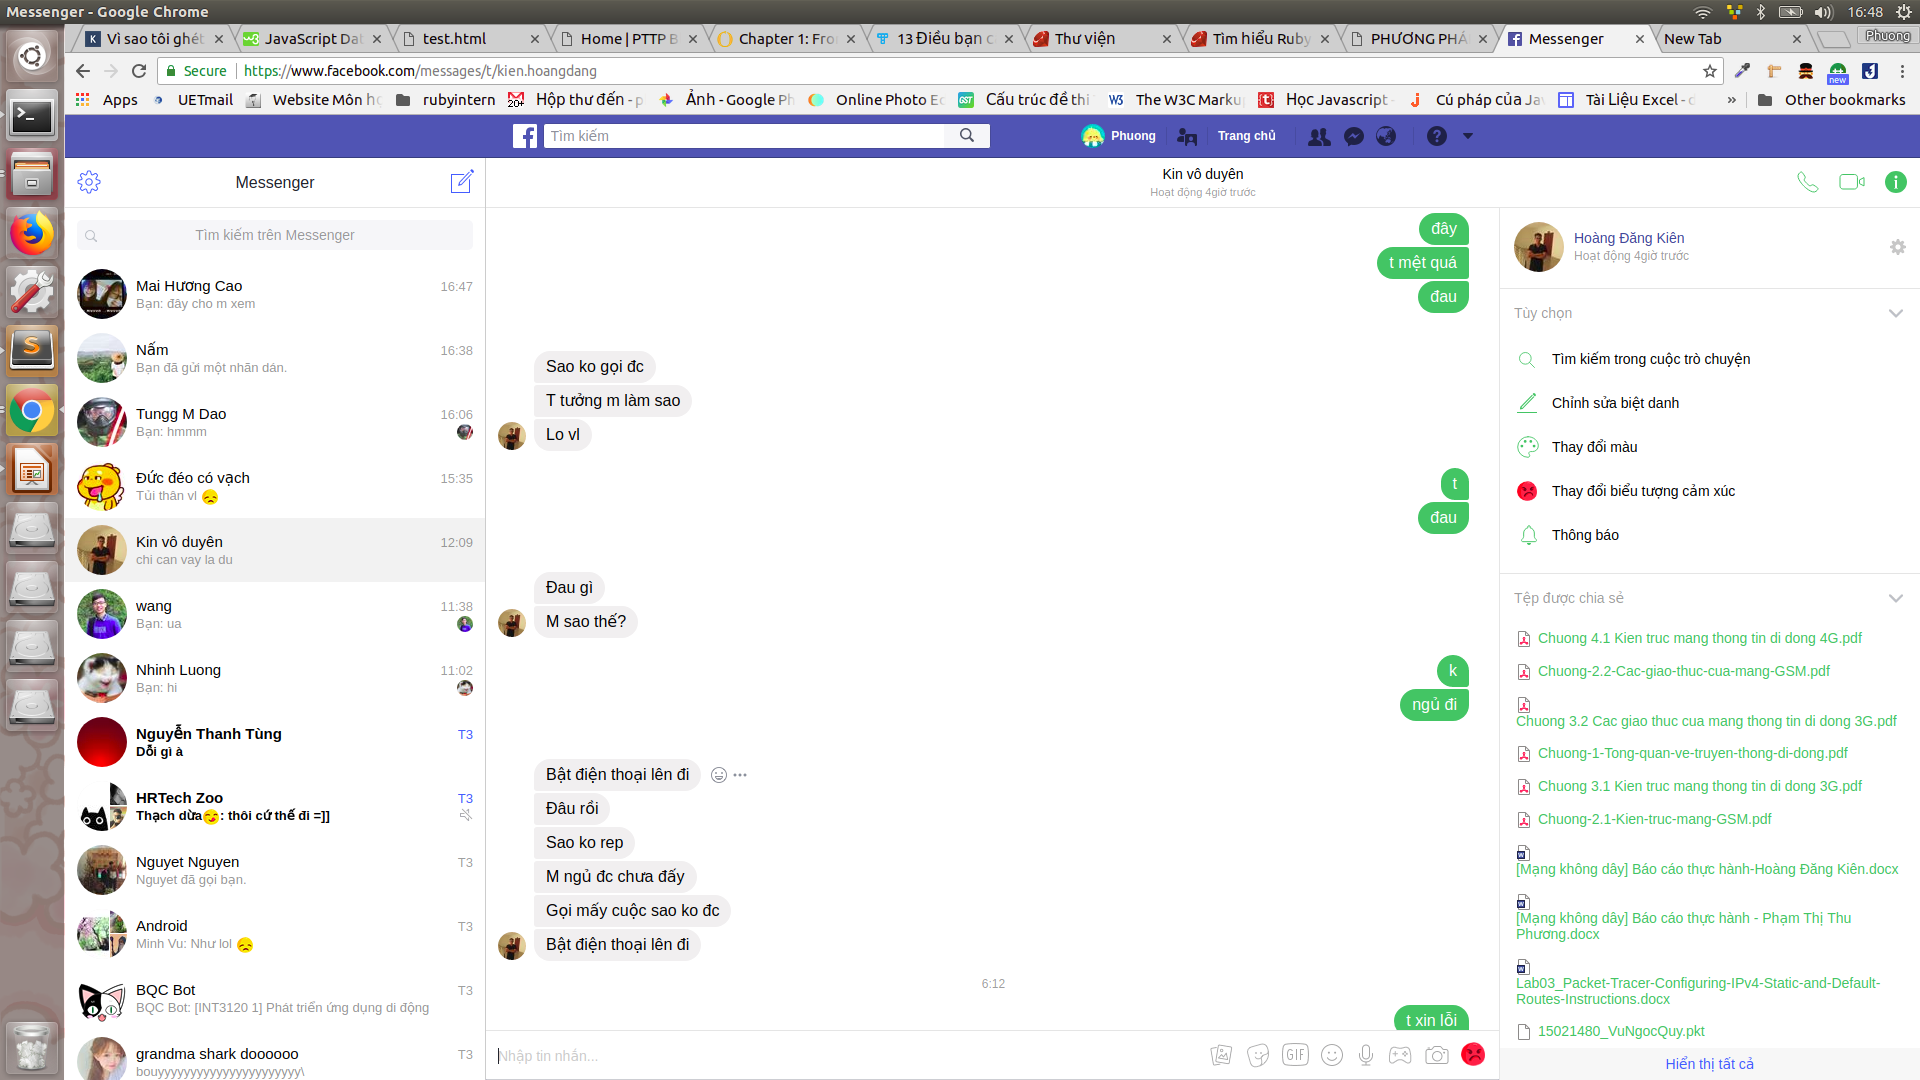 Messenger - Google Chrome
16:48
Vì sao tôi ghét
JavaScript Dat
test.html
Home | PTTP B
Chapter 1: Fron
13 Điều bạn c
Thư viện
Tìm hiểu Ruby
PHƯƠNG PHÁ
Messenger
New Tab
Phuong
Secure
https://www.facebook.com/messages/t/kien.hoangdang
new
Apps
UETmail
Website Môn họ
rubyintern
20+
Hộp thư đến - p
Ảnh - Google Ph
Online Photo Ed
GST
Cấu trúc đề thi
W3
The W3C Marku
Học Javascript -
Cú pháp của Jav
Tài Liệu Excel - d
»
Other bookmarks
Tìm kiếm
Phuong
Trang chủ
Messenger
Tìm kiếm trên Messenger
Mai Hương Cao
16:47
Bạn: đây cho m xem
Nấm
16:38
Bạn đã gửi một nhãn dán.
Tungg M Dao
16:06
Bạn: hmmm
Đức đéo có vạch
15:35
Tủi thân vl
Kin vô duyên
12:09
chi can vay la du
wang
11:38
Bạn: ua
Nhinh Luong
11:02
Bạn: hi
Nguyễn Thanh Tùng
T3
Dỗi gì à
HRTech Zoo
T3
Thạch dừa: thôi cứ thế đi =]]
Nguyet Nguyen
T3
Nguyet đã gọi bạn.
Android
T3
Minh Vu: Như lol
BQC Bot
T3
BQC Bot: [INT3120 1] Phát triển ứng dụng di động
grandma shark doooooo
T3
bouyyyyyyyyyyyyyyyyyyyyyy\
Kin vô duyên
Hoạt động 4giờ trước
đây
t mệt quá
đau
Sao ko gọi đc
T tưởng m làm sao
Lo vl
t
đau
Đau gì
M sao thế?
k
ngủ đi
Bật điện thoại lên đi
Đâu rồi
Sao ko rep
M ngủ đc chưa đấy
Gọi mấy cuộc sao ko đc
Bật điện thoại lên đi
6:12
t xin lỗi
Nhập tin nhắn...
GIF
Hoàng Đăng Kiên
Hoạt động 4giờ trước
Tùy chọn
Tìm kiếm trong cuộc trò chuyện
Chỉnh sửa biệt danh
Thay đổi màu
Thay đổi biểu tượng cảm xúc
Thông báo
Tệp được chia sẻ
Chuong 4.1 Kien truc mang thong tin di dong 4G.pdf
Chuong-2.2-Cac-giao-thuc-cua-mang-GSM.pdf
Chuong 3.2 Cac giao thuc cua mang thong tin di dong 3G.pdf
Chuong-1-Tong-quan-ve-truyen-thong-di-dong.pdf
Chuong 3.1 Kien truc mang thong tin di dong 3G.pdf
Chuong-2.1-Kien-truc-mang-GSM.pdf
[Mạng không dây] Báo cáo thực hành-Hoàng Đăng Kiên.docx
[Mạng không dây] Báo cáo thực hành - Phạm Thị Thu
Phương.docx
Lab03_Packet-Tracer-Configuring-IPv4-Static-and-Default-
Routes-Instructions.docx
15021480_VuNgocQuy.pkt
Hiển thị tất cả